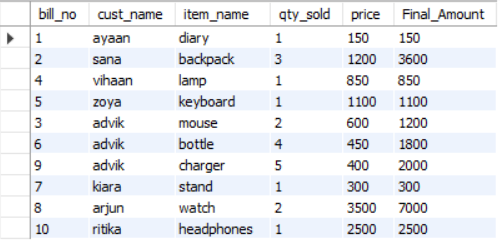 bill_no cust_name item_name qty_sold price Final_Amount
1 ayaan diary 1 150 150
2 sana backpack 3 1200 3600
4 vihaan lamp 1 850 850
5 zoya keyboard 1 1100 1100
3 advik mouse 2 600 1200
6 advik bottle 4 450 1800
9 advik charger 5 400 2000
7 kiara stand 1 300 300
8 arjun watch 2 3500 7000
10 ritika headphones 1 2500 2500